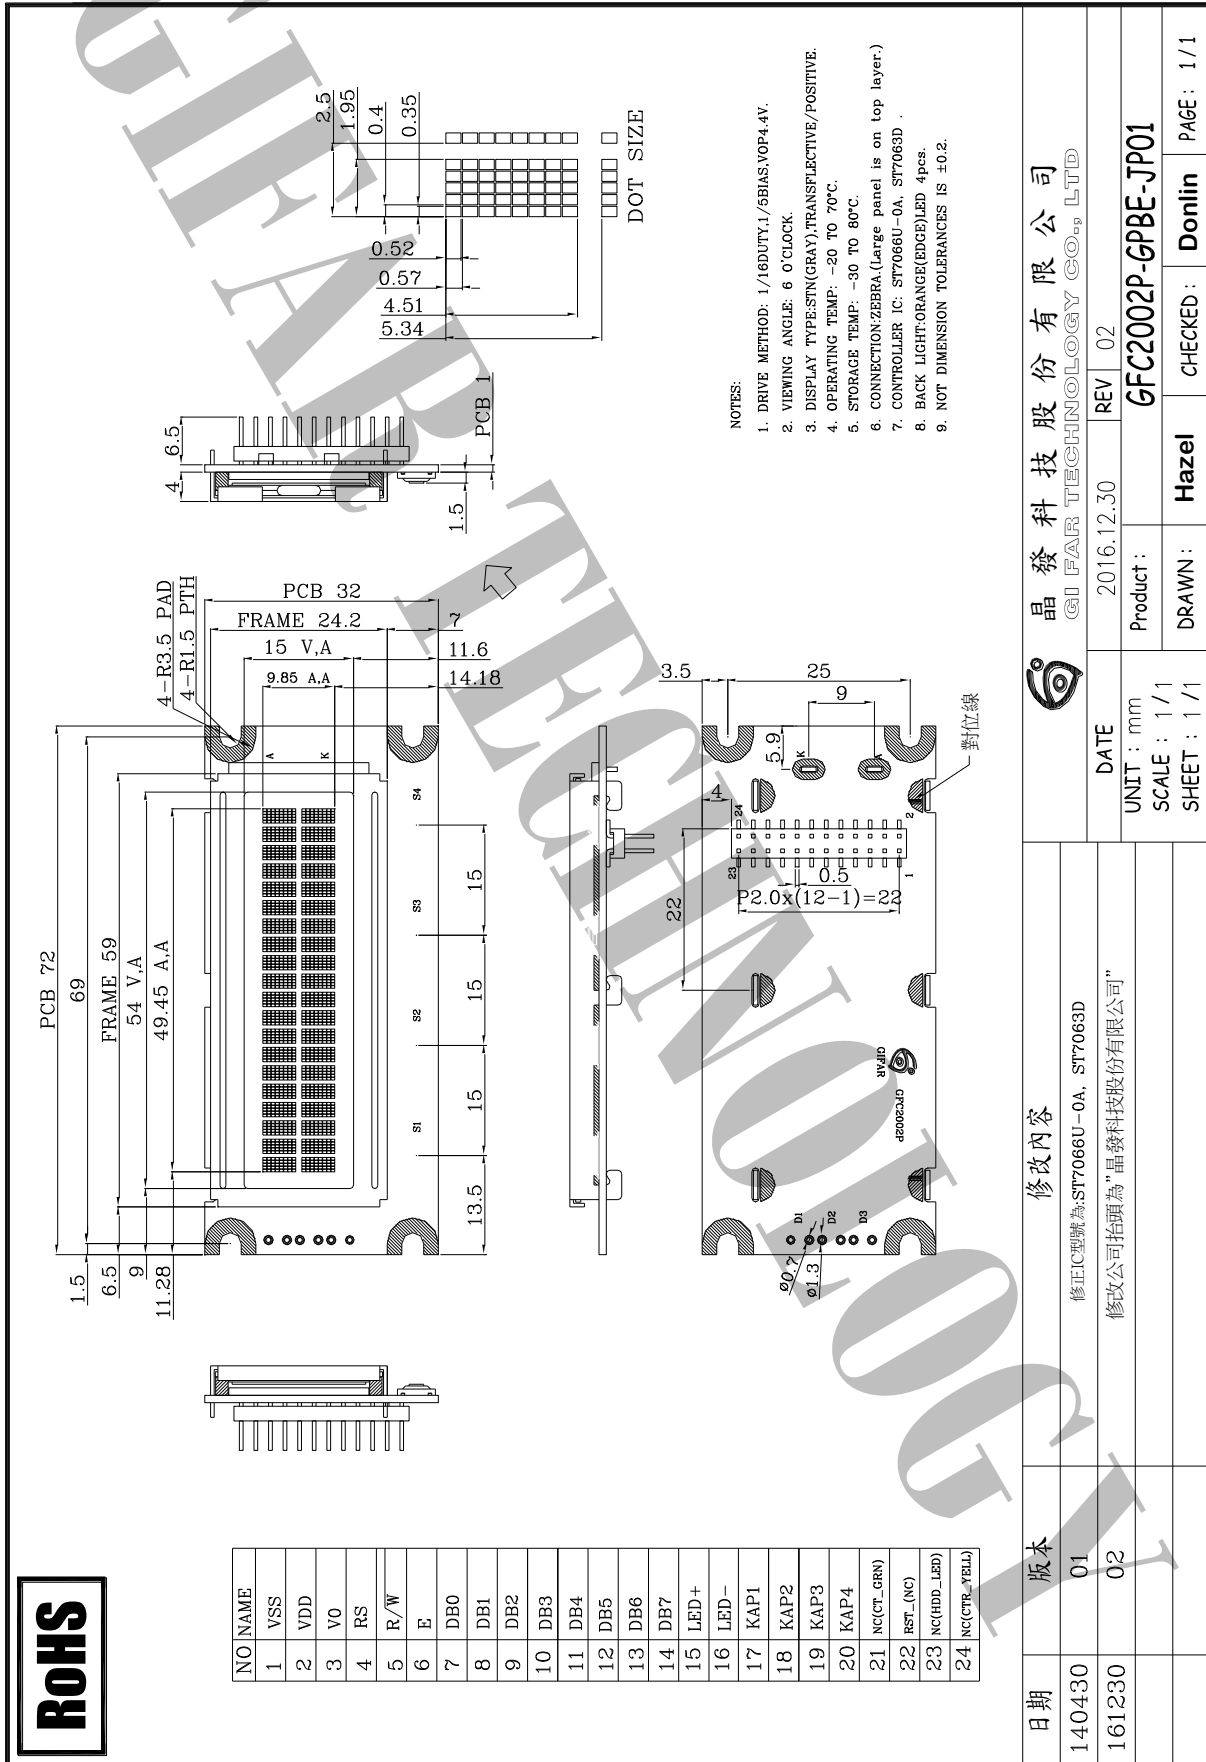 RoHS
NO NAME
1 VSS
2 VDD
3 V0
4 RS
5 R/W
6 E
7 DB0
8 DB1
9 DB2
10 DB3
11 DB4
12 DB5
13 DB6
14 DB7
15 LED+
16 LED-
17 KAP1
18 KAP2
19 KAP3
20 KAP4
21 NC(CT_GRN)
22 RST_(NC)
23 NC(HDD_LED)
24 NC(CTR_YELL)
PCB 72
69
FRAME 59
54 V,A
49.45 A,A
1.5
6.5
9
11.28
4-R3.5 PAD
4-R1.5 PTH
PCB 32
FRAME 24.2
7
15 V,A
11.6
9.85 A,A
14.18
A
K
S1
S2
S3
S4
13.5
15
15
15
4
6.5
1.5
PCB 1
2.5
1.95
0.4
0.35
0.52
0.57
4.51
5.34
DOT SIZE
3.5
25
9
5.9
K
A
4
24
23
2
1
0.5
P2.0x(12-1)=22
22
對位線
GIFAR
GFC2002P
D1
D2
D3
ø0.7
ø1.3
NOTES:
1. DRIVE METHOD: 1/16DUTY,1/5BIAS,VOP4.4V.
2. VIEWING ANGLE: 6 O'CLOCK.
3. DISPLAY TYPE:STN(GRAY),TRANSFLECTIVE/POSITIVE.
4. OPERATING TEMP: -20 TO 70°C.
5. STORAGE TEMP: -30 TO 80°C.
6. CONNECTION:ZEBRA.(Large panel is on top layer.)
7. CONTROLLER IC: ST7066U-0A, ST7063D .
8. BACK LIGHT:ORANGE(EDGE)LED 4pcs.
9. NOT DIMENSION TOLERANCES IS ±0.2.
日期 版本 修改內容
140430 01 修正IC型號為:ST7066U-0A, ST7063D
161230 02 修改公司抬頭為"晶發科技股份有限公司"
晶發科技股份有限公司
GI FAR TECHNOLOGY CO., LTD
DATE 2016.12.30 REV 02
UNIT : mm
SCALE : 1/1
SHEET : 1/1
Product : GFC2002P-GPBE-JP01
DRAWN : Hazel CHECKED : Donlin PAGE : 1/1
GIFAR TECHNOLOGY